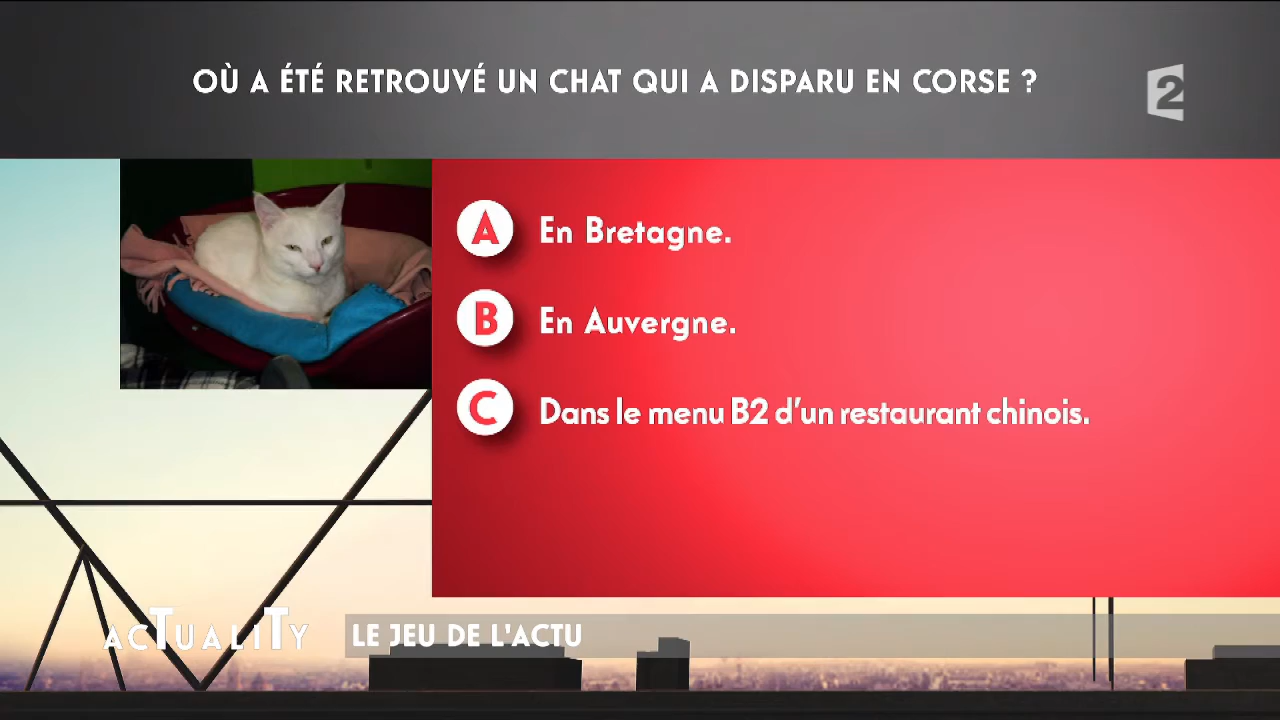 OÙ A ÉTÉ RETROUVÉ UN CHAT QUI A DISPARU EN CORSE ?
2
A En Bretagne.
B En Auvergne.
C Dans le menu B2 d'un restaurant chinois.
ACTUALITY LE JEU DE L'ACTU